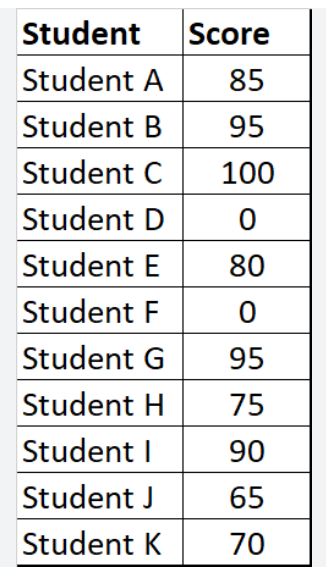 Student Score
Student A 85
Student B 95
Student C 100
Student D 0
Student E 80
Student F 0
Student G 95
Student H 75
Student I 90
Student J 65
Student K 70